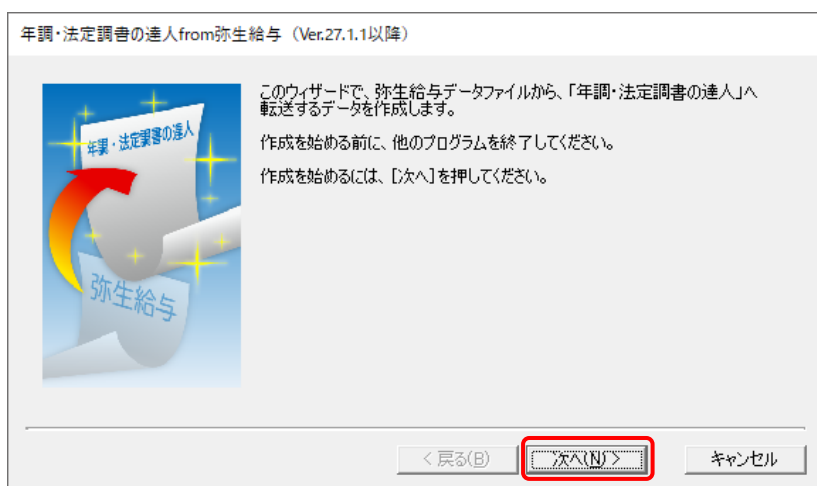 年調・法定調書の達人from弥生給与（Ver.27.1.1以降）
年調・法定調書の達人
弥生給与
このウィザードで、弥生給与データファイルから、「年調・法定調書の達人」へ
転送するデータを作成します。
作成を始める前に、他のプログラムを終了してください。
作成を始めるには、[次へ]を押してください。
< 戻る(B)
次へ(N) >
キャンセル